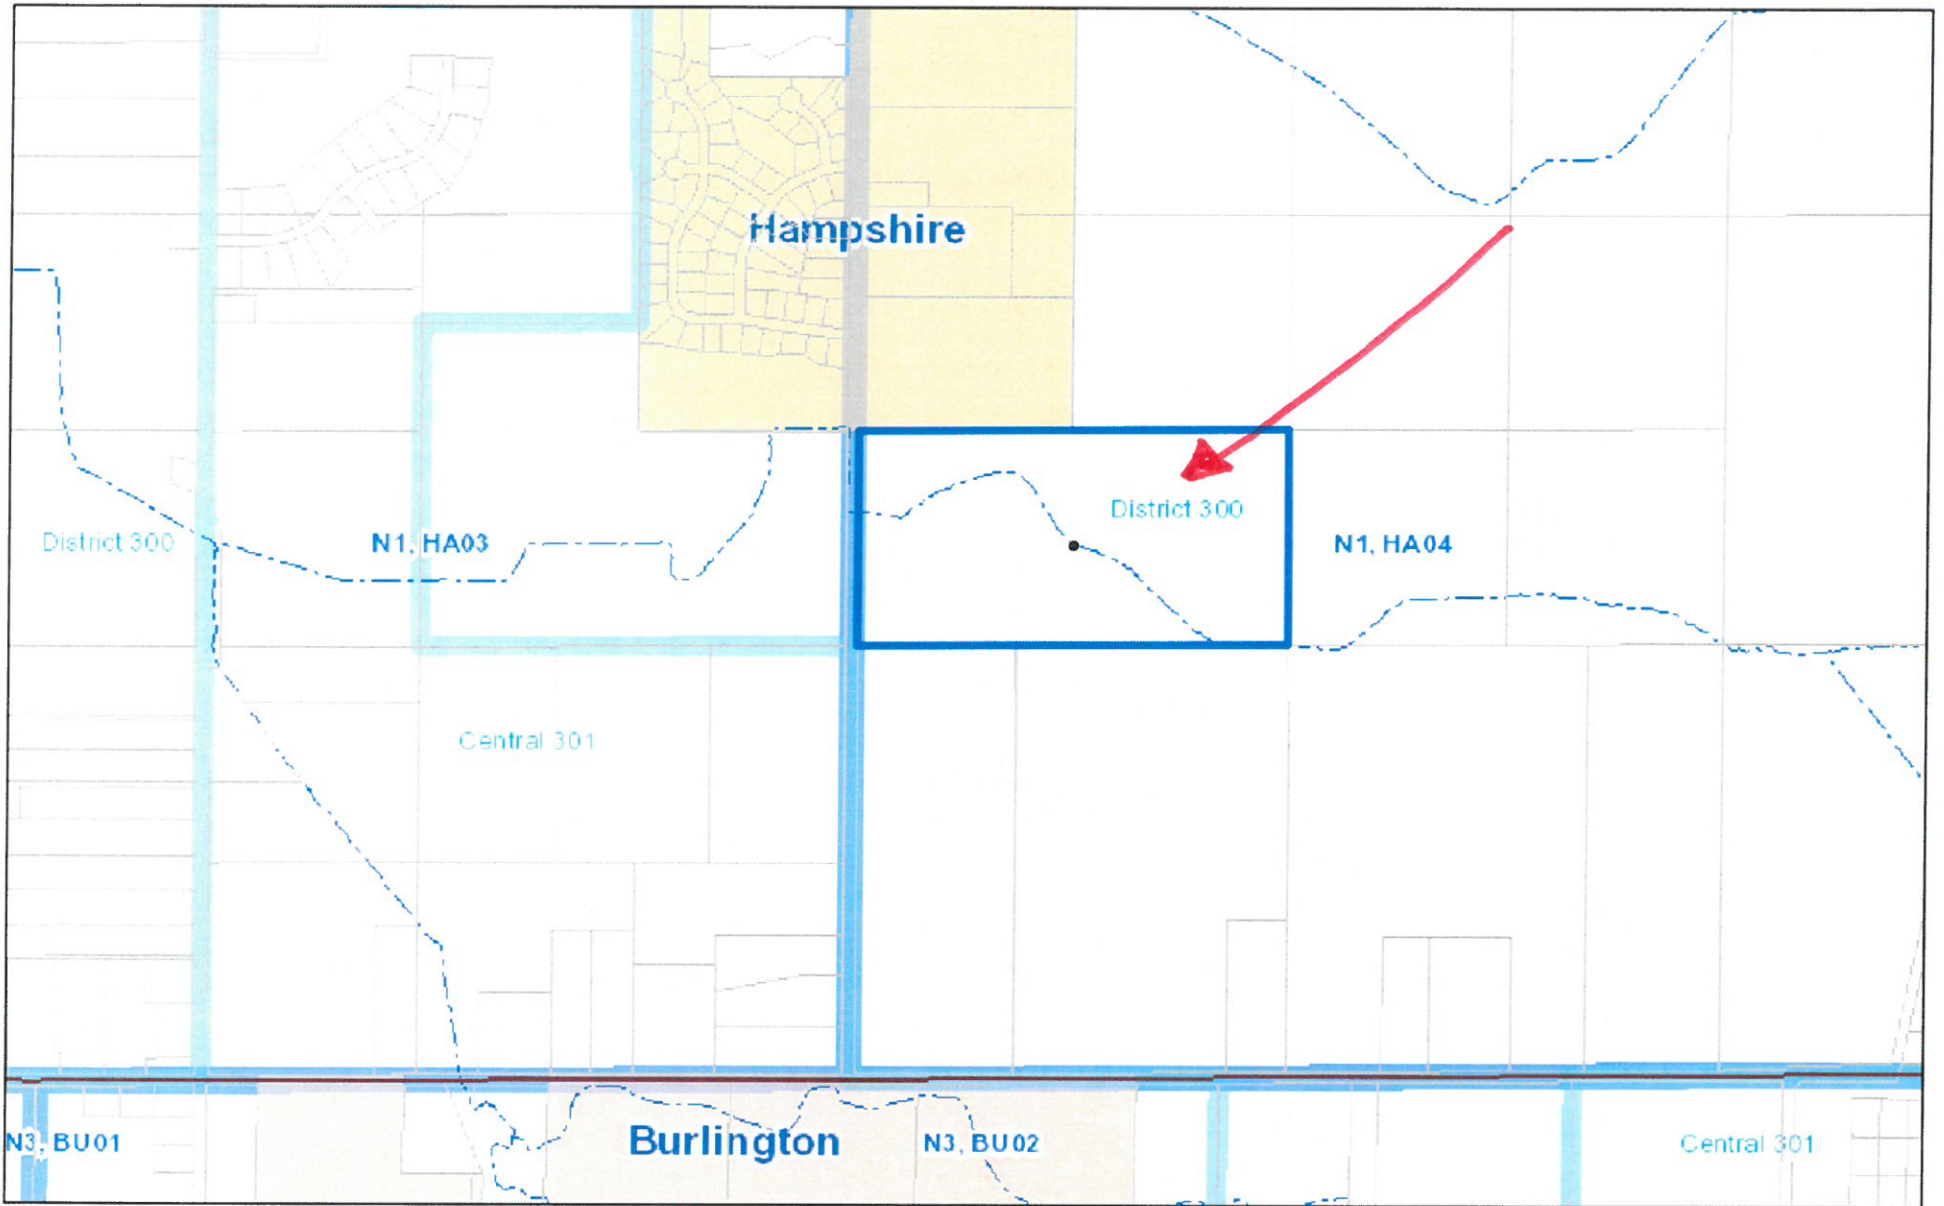 Hampshire
District 300
District 300
N1, HA03
N1, HA04
Central 301
N3, BU01
Burlington
N3, BU02
Central 301